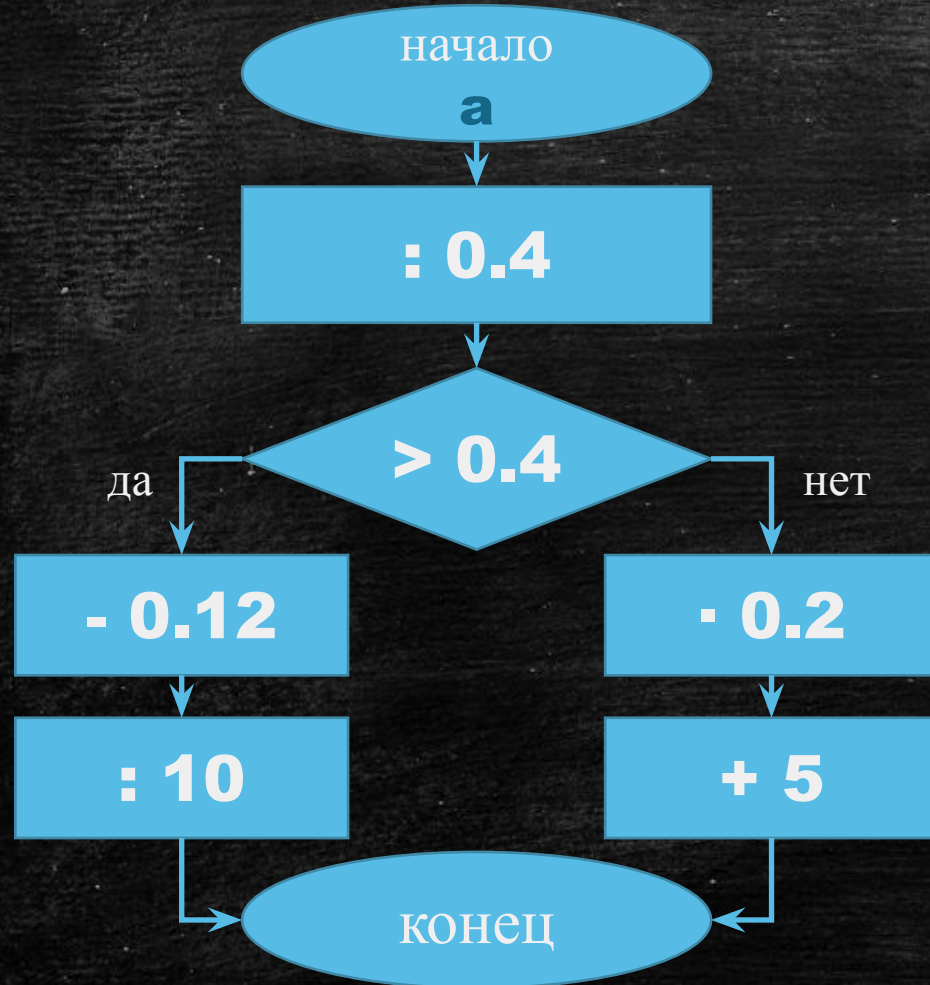 начало
a
: 0.4
> 0.4
да
нет
- 0.12
· 0.2
: 10
+ 5
конец